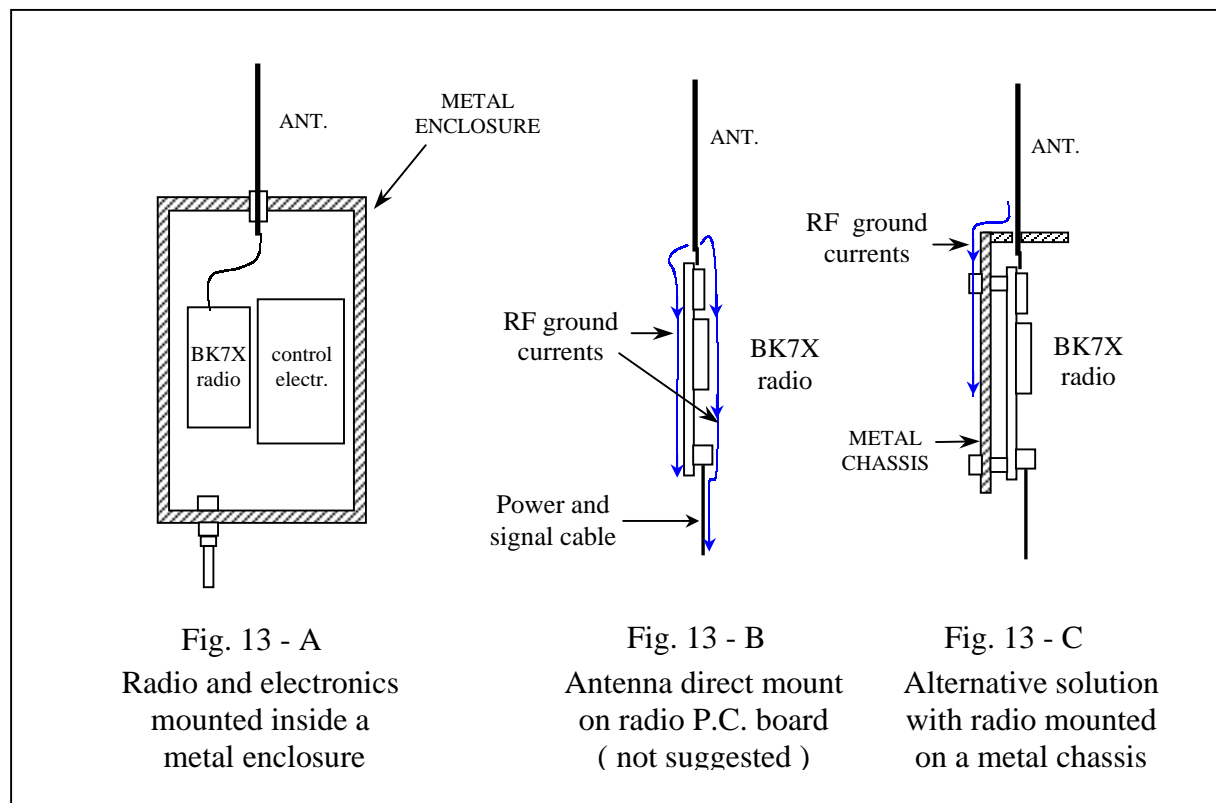 ANT.
METAL
ENCLOSURE
BK7X
radio
control
electr.
Fig. 13 - A
Radio and electronics
mounted inside a
metal enclosure
RF ground
currents
BK7X
radio
Power and
signal cable
Fig. 13 - B
Antenna direct mount
on radio P.C. board
( not suggested )
ANT.
RF ground
currents
BK7X
radio
METAL
CHASSIS
Fig. 13 - C
Alternative solution
with radio mounted
on a metal chassis